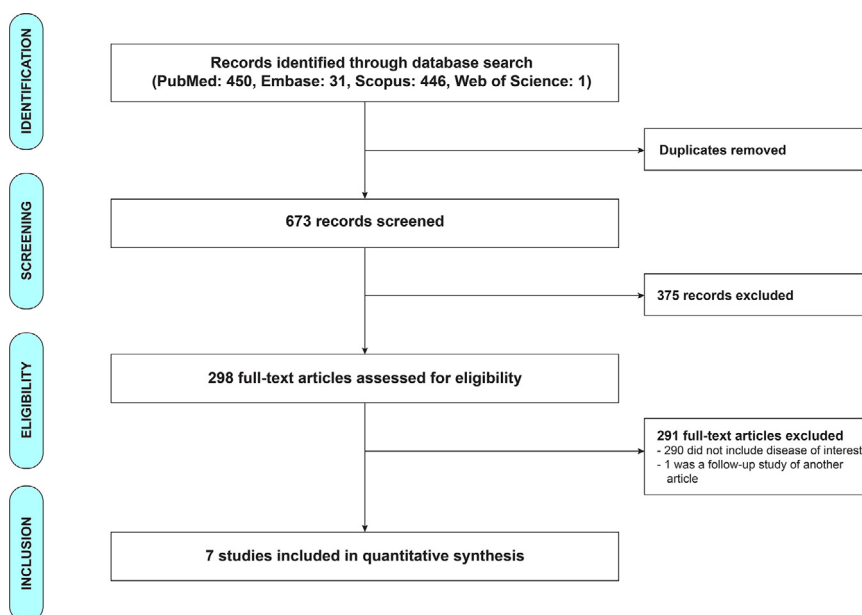 IDENTIFICATION
Records identified through database search
(PubMed: 450, Embase: 31, Scopus: 446, Web of Science: 1)
Duplicates removed
SCREENING
673 records screened
375 records excluded
ELIGIBILITY
298 full-text articles assessed for eligibility
291 full-text articles excluded
- 290 did not include disease of interest
- 1 was a follow-up study of another
article
INCLUSION
7 studies included in quantitative synthesis